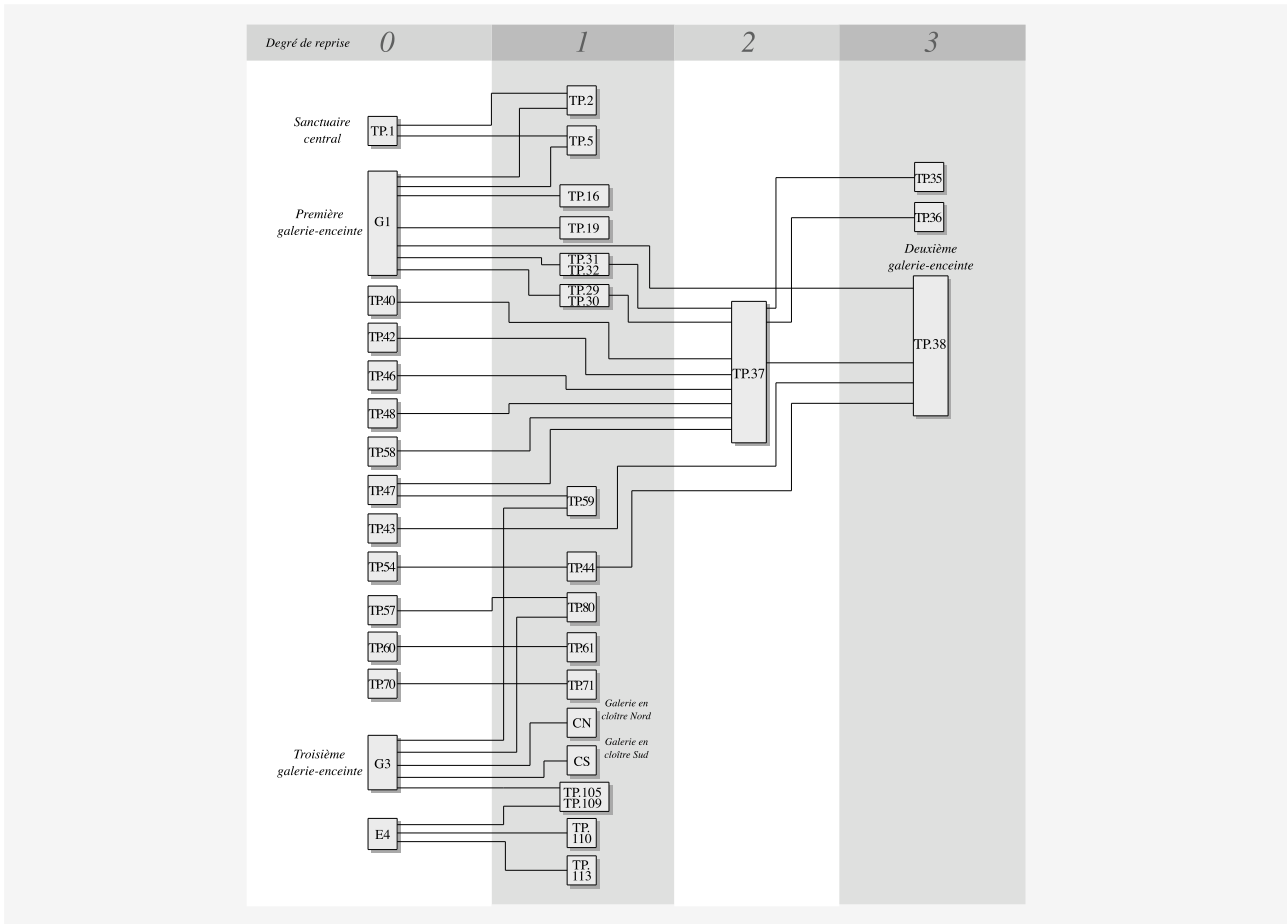 Degré de reprise 0 1 2 3
TP.2
Sanctuaire
central
TP.1
TP.5
TP.35
TP.16
Première
galerie-enceinte
G1
TP.36
TP.19
Deuxième
galerie-enceinte
TP.31
TP.32
TP.29
TP.30
TP.40
TP.42
TP.38
TP.46
TP.37
TP.48
TP.58
TP.47
TP.59
TP.43
TP.54
TP.44
TP.57
TP.80
TP.60
TP.61
TP.70
TP.71
Galerie en
cloître Nord
CN
Galerie en
cloître Sud
Troisième
galerie-enceinte
G3
CS
TP.105
TP.109
E4
TP.
110
TP.
113